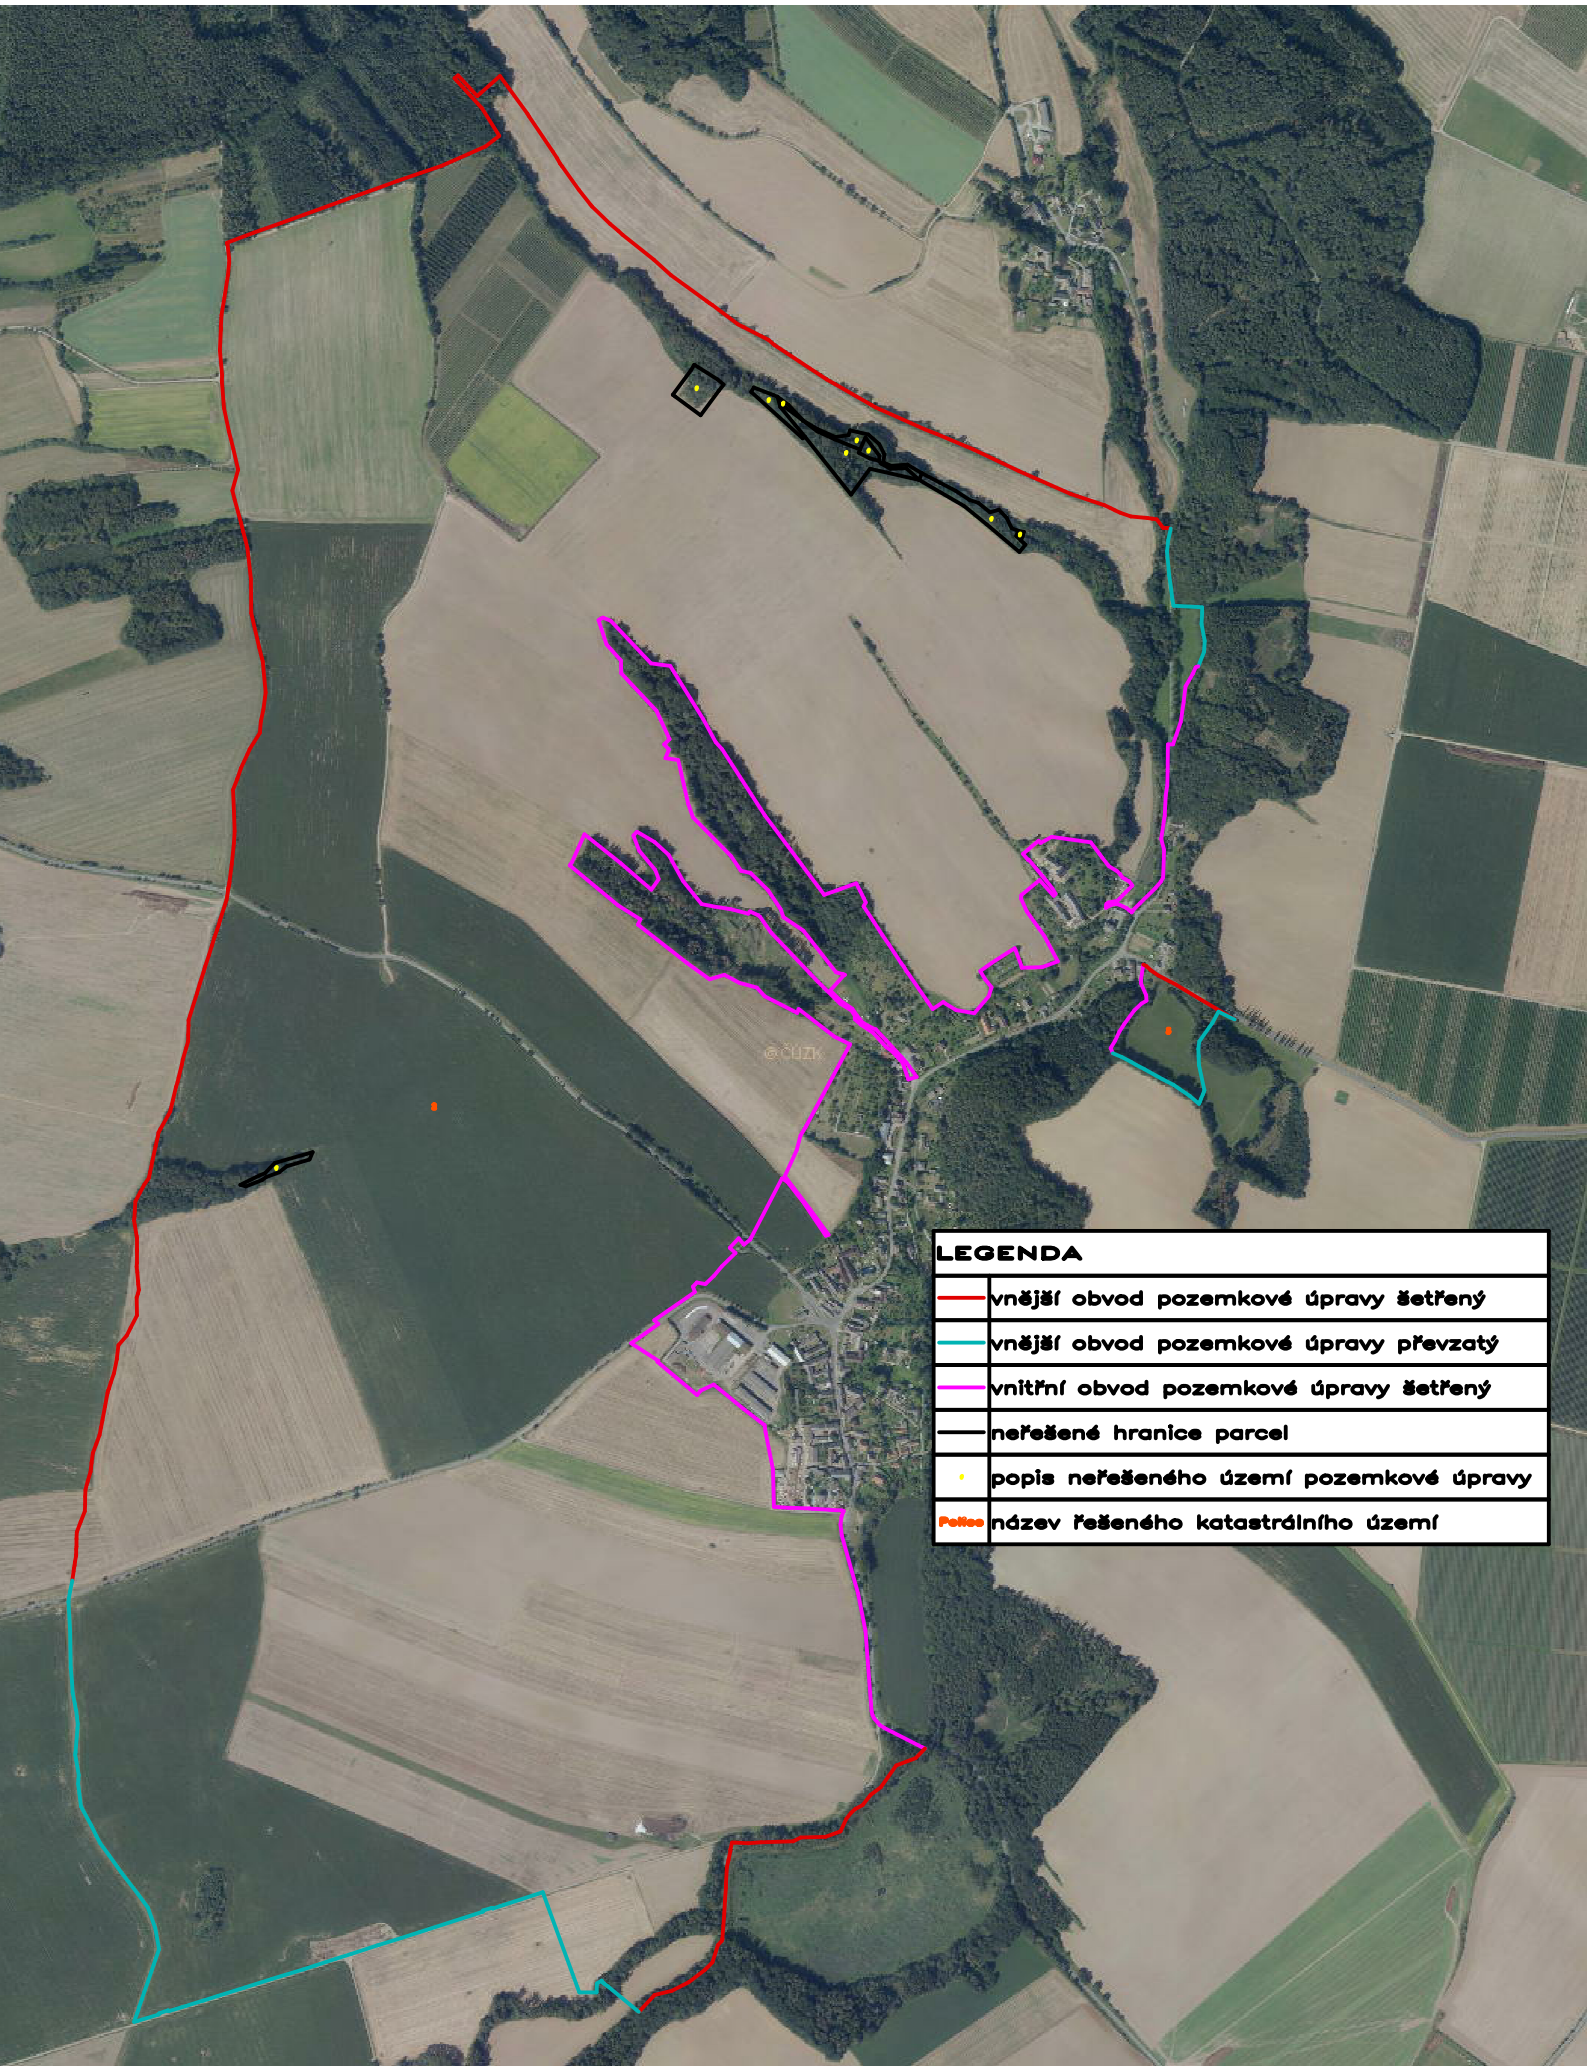 ©ČÚZK
LEGENDA
vnější obvod pozemkové úpravy šetřený
vnější obvod pozemkové úpravy převzatý
vnitřní obvod pozemkové úpravy šetřený
neřešené hranice parcel
popis neřešeného území pozemkové úpravy
název řešeného katastrálního území